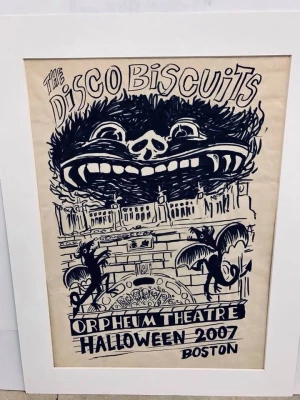 THE
DiSCO BiSCUiTS
ORPHEUM THEATRE
HALLOWEEN 2007
BOSTON